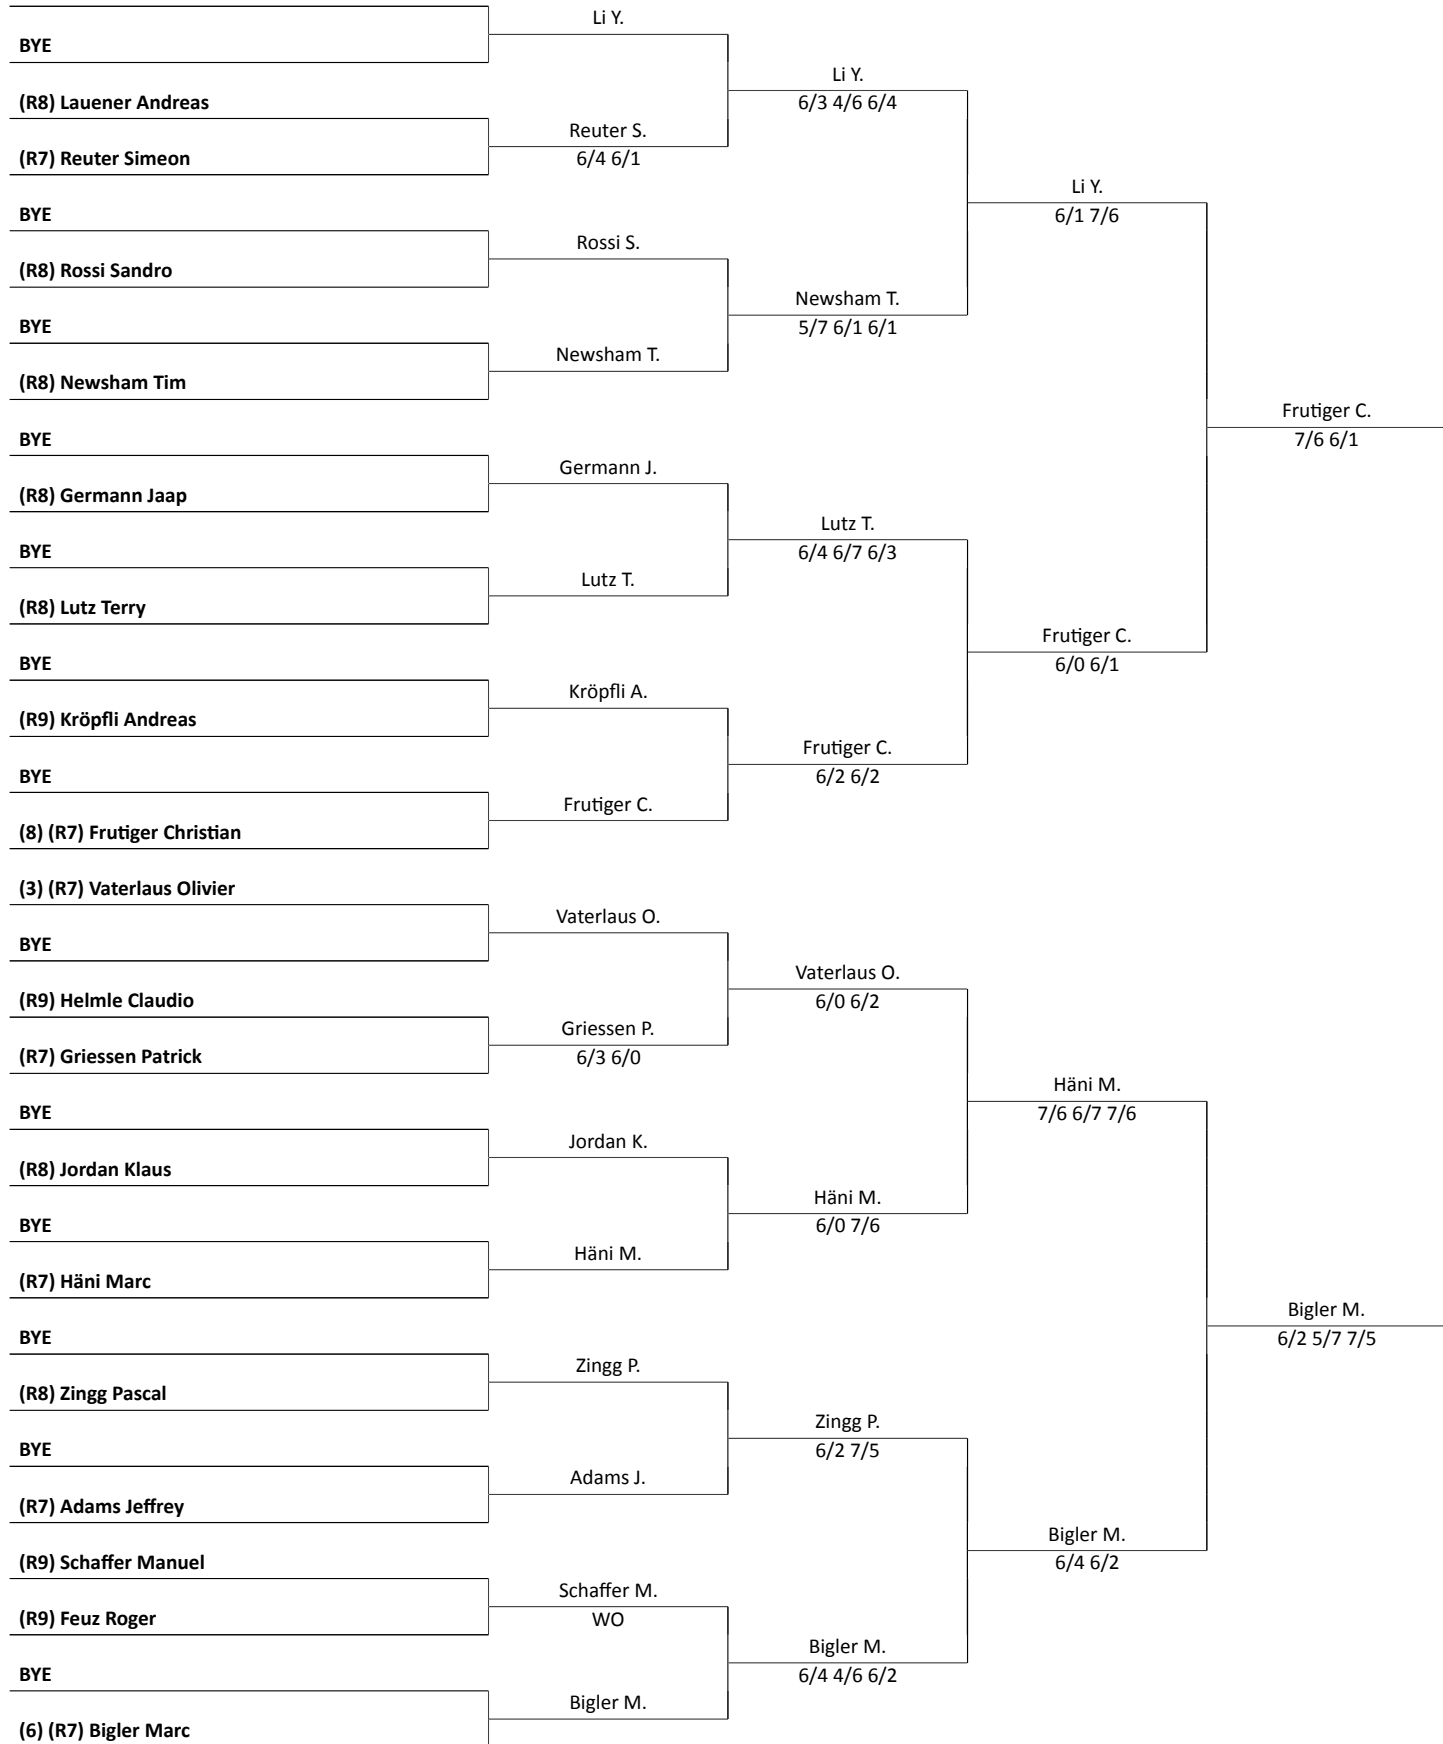 BYE
(R8) Lauener Andreas
(R7) Reuter Simeon
BYE
(R8) Rossi Sandro
BYE
(R8) Newsham Tim
BYE
(R8) Germann Jaap
BYE
(R8) Lutz Terry
BYE
(R9) Kröpfli Andreas
BYE
(8) (R7) Frutiger Christian
(3) (R7) Vaterlaus Olivier
BYE
(R9) Helmle Claudio
(R7) Griessen Patrick
BYE
(R8) Jordan Klaus
BYE
(R7) Häni Marc
BYE
(R8) Zingg Pascal
BYE
(R7) Adams Jeffrey
(R9) Schaffer Manuel
(R9) Feuz Roger
BYE
(6) (R7) Bigler Marc
Li Y.
Reuter S.
6/4 6/1
Rossi S.
Newsham T.
Germann J.
Lutz T.
Kröpfli A.
Frutiger C.
Vaterlaus O.
Griessen P.
6/3 6/0
Jordan K.
Häni M.
Zingg P.
Adams J.
Schaffer M.
WO
Bigler M.
Li Y.
6/3 4/6 6/4
Newsham T.
5/7 6/1 6/1
Lutz T.
6/4 6/7 6/3
Frutiger C.
6/2 6/2
Vaterlaus O.
6/0 6/2
Häni M.
6/0 7/6
Zingg P.
6/2 7/5
Bigler M.
6/4 4/6 6/2
Li Y.
6/1 7/6
Frutiger C.
6/0 6/1
Häni M.
7/6 6/7 7/6
Bigler M.
6/4 6/2
Frutiger C.
7/6 6/1
Bigler M.
6/2 5/7 7/5